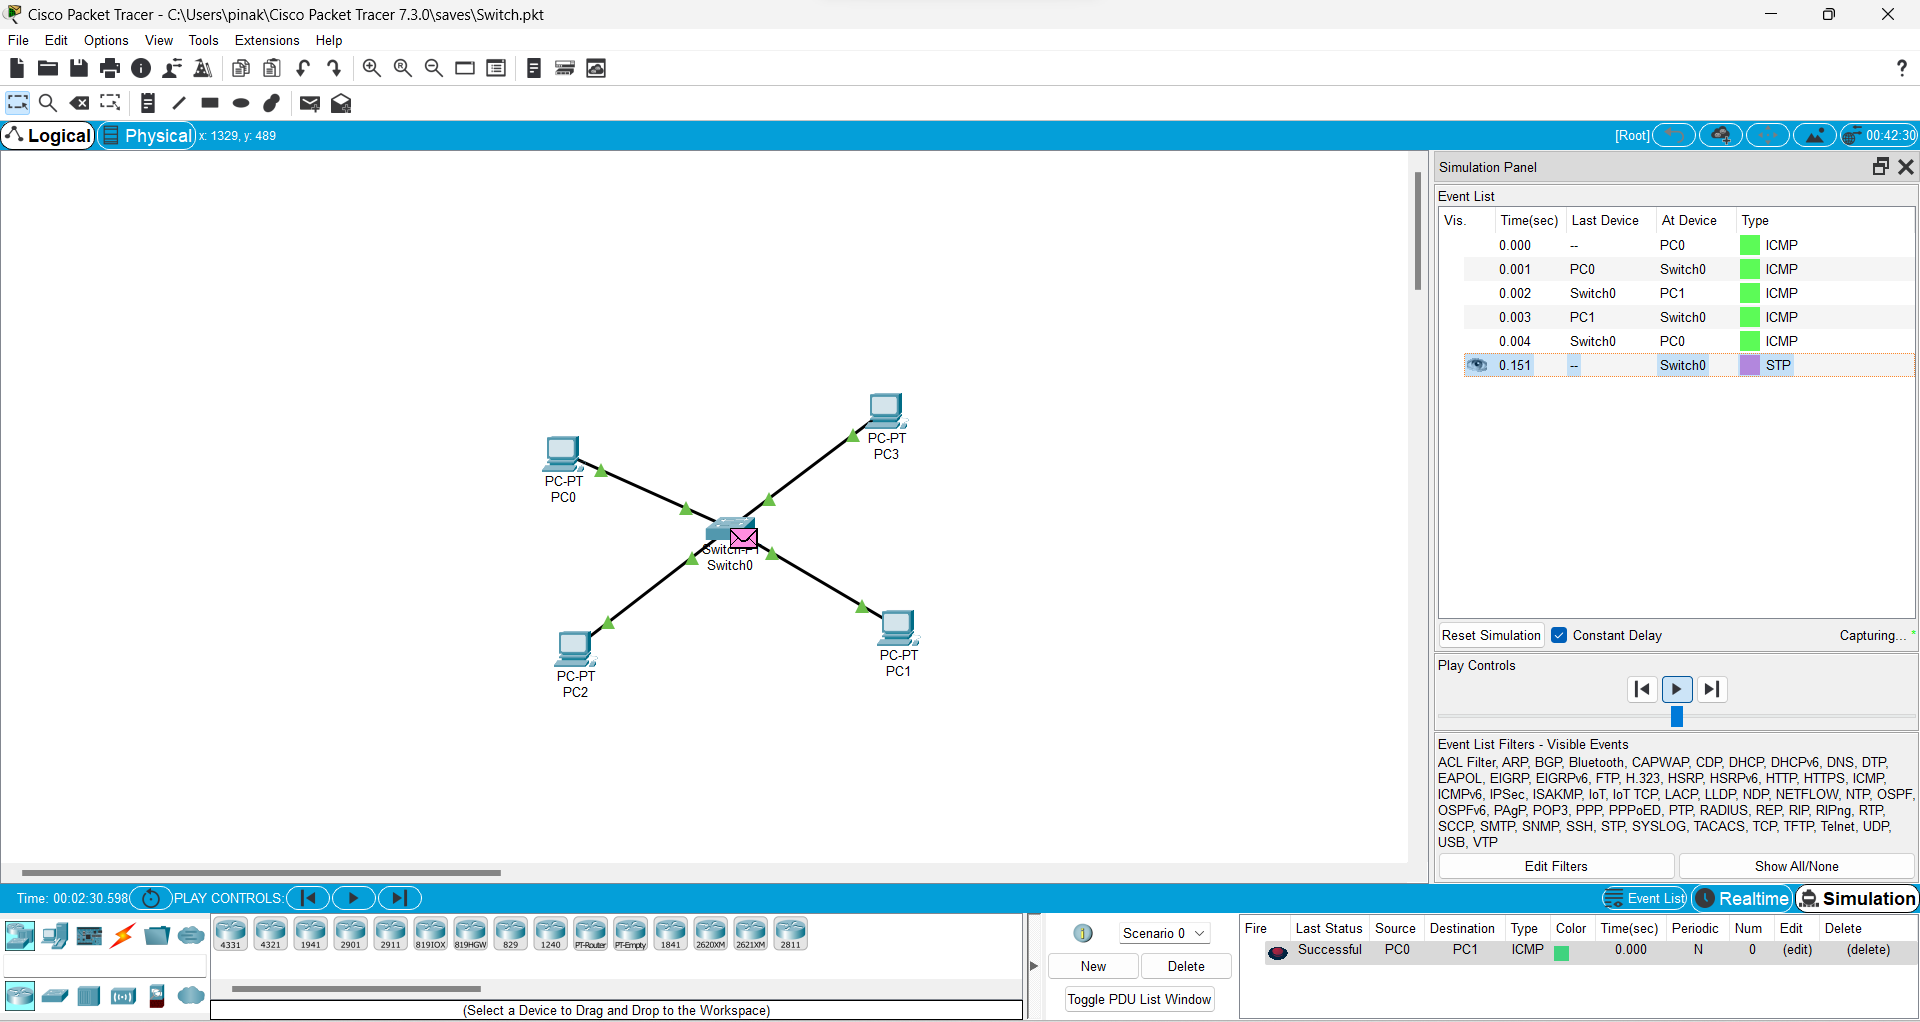 Cisco Packet Tracer - C:\Users\pinak\Cisco Packet Tracer 7.3.0\saves\Switch.pkt
File Edit Options View Tools Extensions Help
?
Logical Physical x: 1329, y: 489 [Root] 00:42:30
Simulation Panel
Event List
Vis. Time(sec) Last Device At Device Type
0.000 -- PC0 ICMP
0.001 PC0 Switch0 ICMP
0.002 Switch0 PC1 ICMP
0.003 PC1 Switch0 ICMP
0.004 Switch0 PC0 ICMP
0.151 -- Switch0 STP
PC-PT
PC3
PC-PT
PC0
Switch-PT
Switch0
PC-PT
PC1
PC-PT
PC2
Reset Simulation Constant Delay Capturing...
Play Controls
Event List Filters - Visible Events
ACL Filter, ARP, BGP, Bluetooth, CAPWAP, CDP, DHCP, DHCPv6, DNS, DTP,
EAPOL, EIGRP, EIGRPv6, FTP, H.323, HSRP, HSRPv6, HTTP, HTTPS, ICMP,
ICMPv6, IPSec, ISAKMP, IoT, IoT TCP, LACP, LLDP, NDP, NETFLOW, NTP, OSPF,
OSPFv6, PAgP, POP3, PPP, PPPoED, PTP, RADIUS, REP, RIP, RIPng, RTP,
SCCP, SMTP, SNMP, SSH, STP, SYSLOG, TACACS, TCP, TFTP, Telnet, UDP,
USB, VTP
Edit Filters Show All/None
Time: 00:02:30.598 PLAY CONTROLS: Event List Realtime Simulation
4331 4321 1941 2901 2911 819IOX 819HGW 829 1240 PT-Router PT-Empty 1841 2620XM 2621XM 2811
(Select a Device to Drag and Drop to the Workspace)
1 Scenario 0
New Delete
Toggle PDU List Window
Fire Last Status Source Destination Type Color Time(sec) Periodic Num Edit Delete
Successful PC0 PC1 ICMP 0.000 N 0 (edit) (delete)